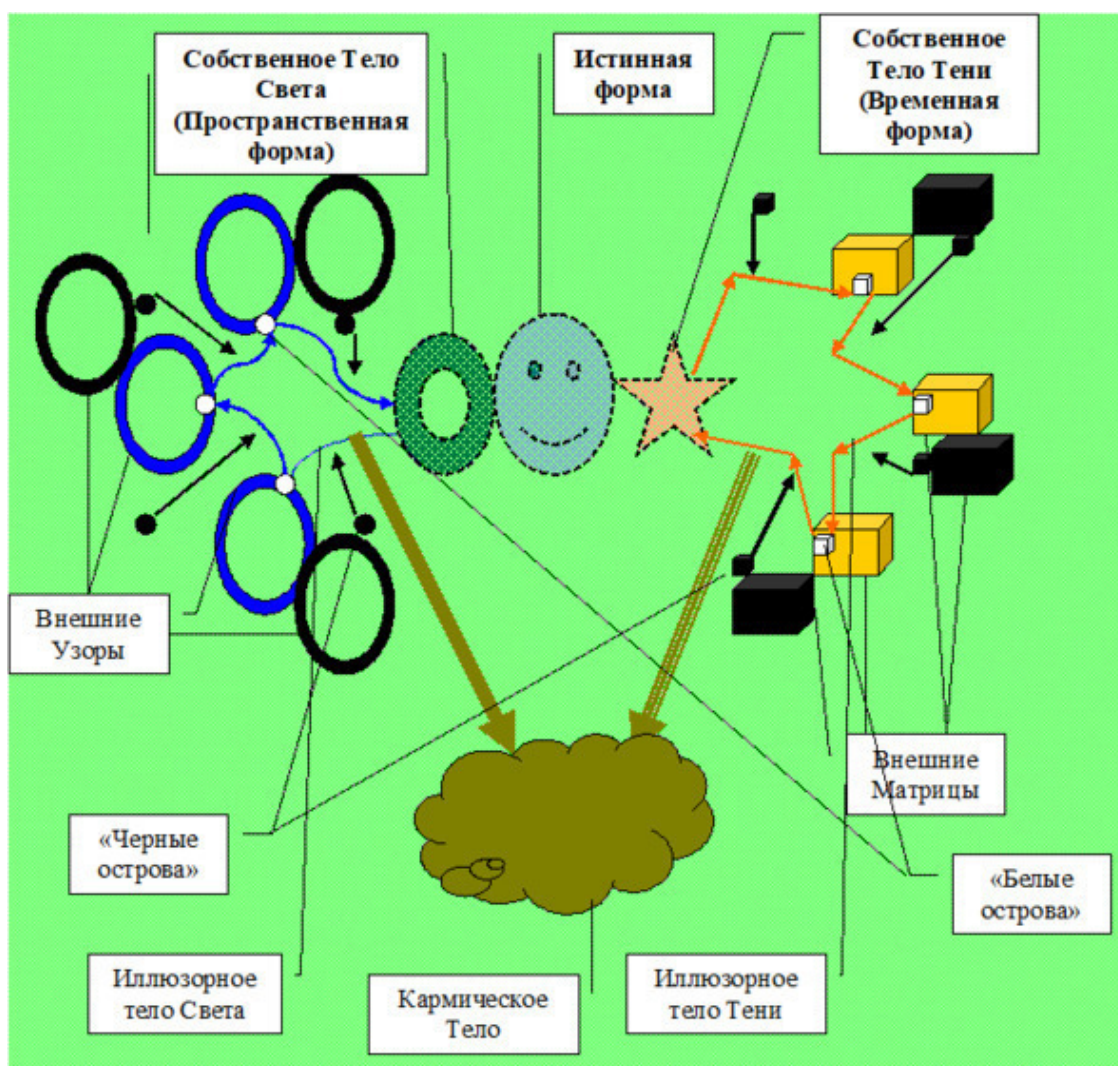 Собственное Тело
Света
(Пространственная
форма)
Истинная
форма
Собственное
Тело Тени
(Временная
форма)
Внешние
Узоры
Внешние
Матрицы
«Черные
острова»
«Белые
острова»
Иллюзорное
тело Света
Кармическое
Тело
Иллюзорное
тело Тени